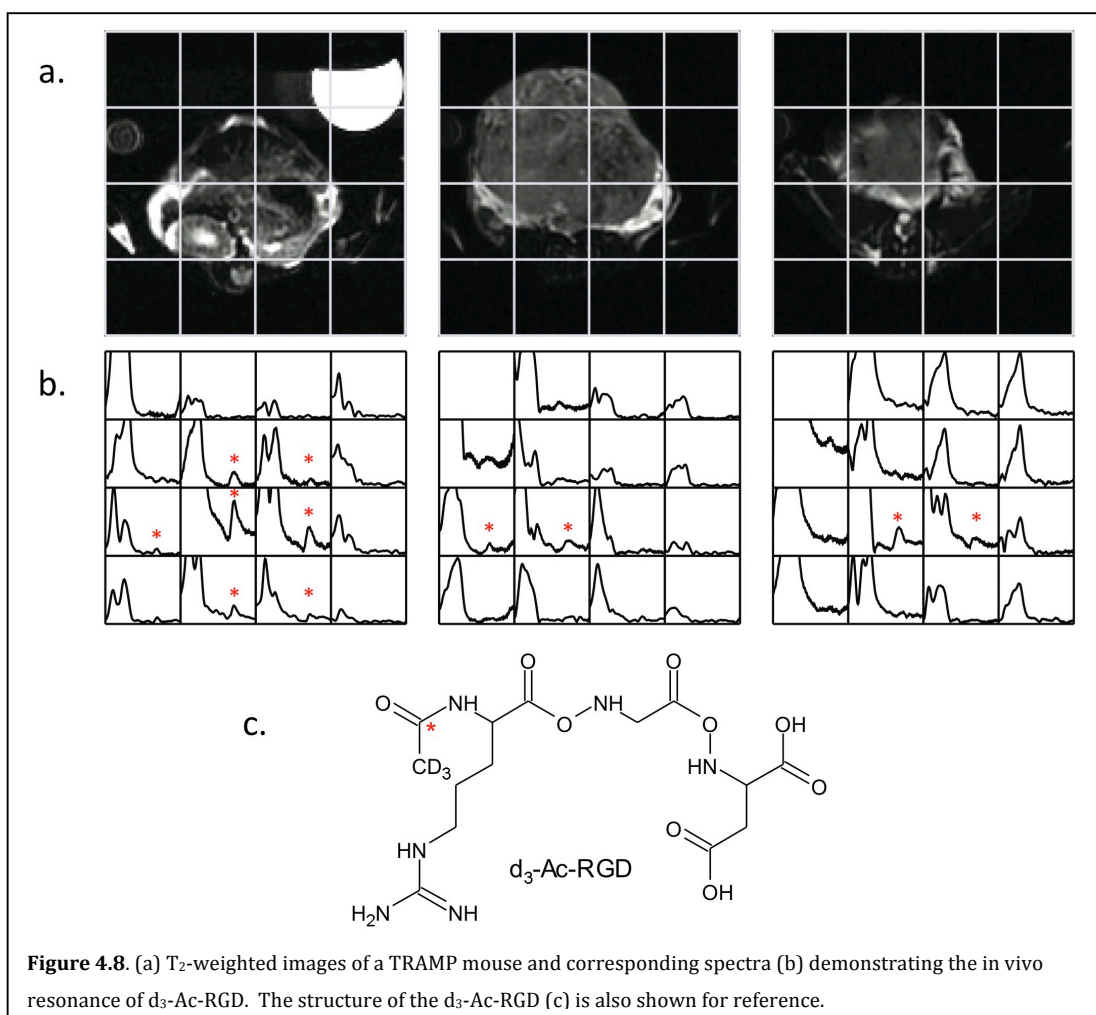 a.
b.
*
*
*
*
*
*
*
*
*
*
*
c.
O
NH
O
O
NH
O
O
OH
O
HN
*
CD3
O
OH
HN
H2N
NH
d3-Ac-RGD
Figure 4.8. (a) T2-weighted images of a TRAMP mouse and corresponding spectra (b) demonstrating the in vivo
resonance of d3-Ac-RGD. The structure of the d3-Ac-RGD (c) is also shown for reference.